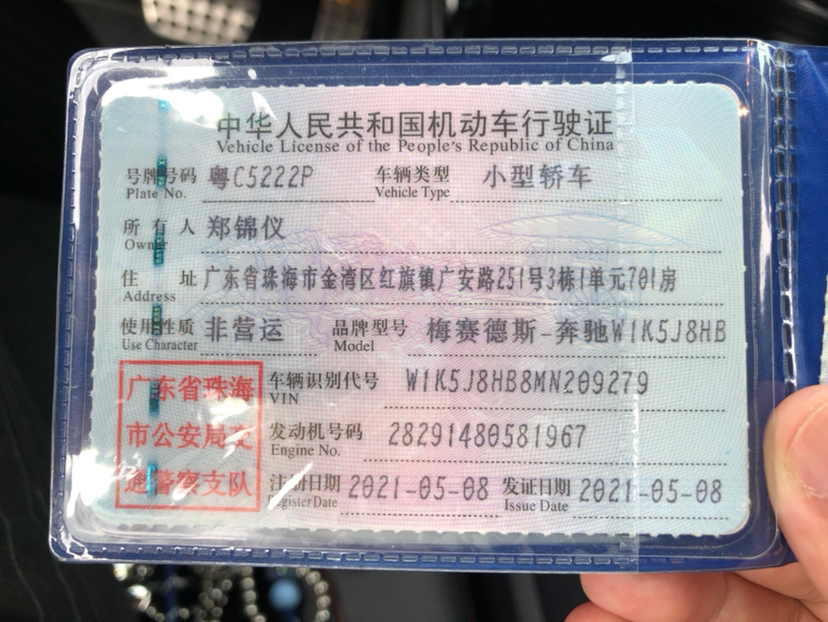 中华人民共和国机动车行驶证
Vehicle License of the People's Republic of China
号牌号码 粤C5222P 车辆类型 小型轿车
Plate No. Vehicle Type
所有人 郑锦仪
Owner
住址 广东省珠海市金湾区红旗镇广安路251号3栋1单元701房
Address
使用性质 非营运 品牌型号 梅赛德斯-奔驰W1K5J8HB
Use Character Model
广东省珠海 车辆识别代号 W1K5J8HB8MN209279
VIN
市公安局交 发动机号码 28291480581967
Engine No.
通警察支队 注册日期 2021-05-08 发证日期 2021-05-08
Register Date Issue Date